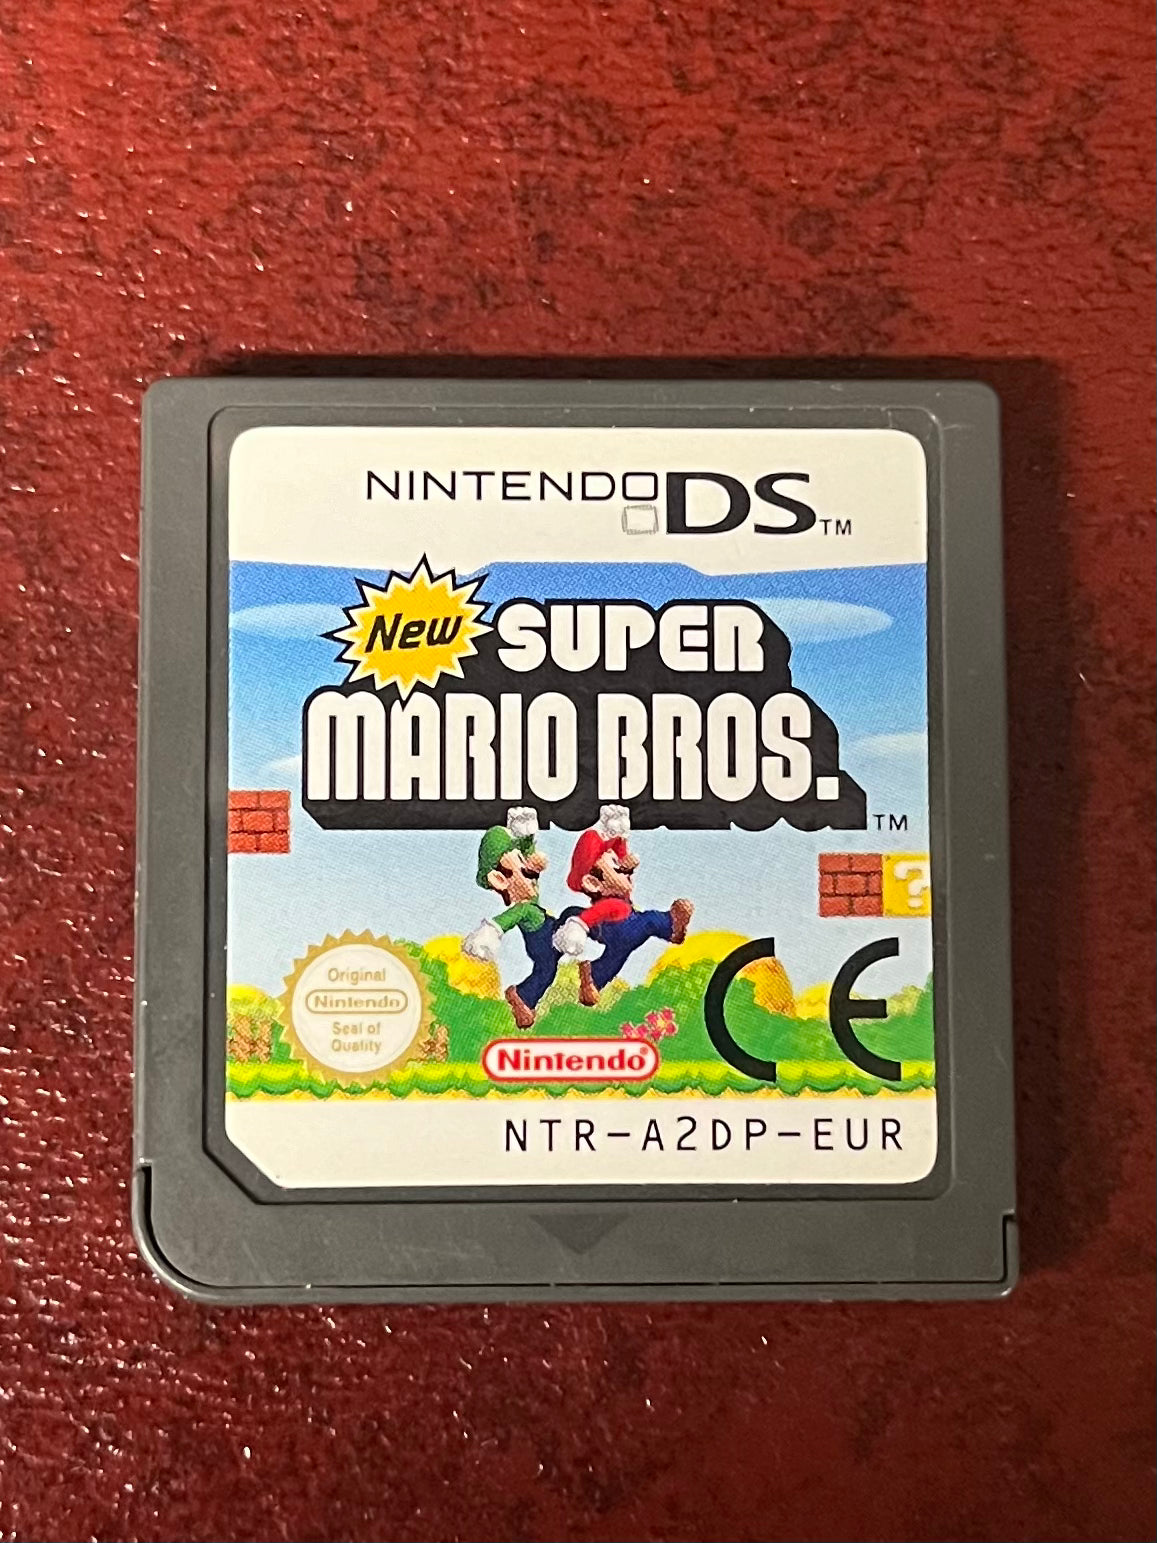 NINTENDO DS TM
New SUPER
MARIO BROS. TM
?
Original
Nintendo
Seal of
Quality
Nintendo®
CE
NTR-A2DP-EUR